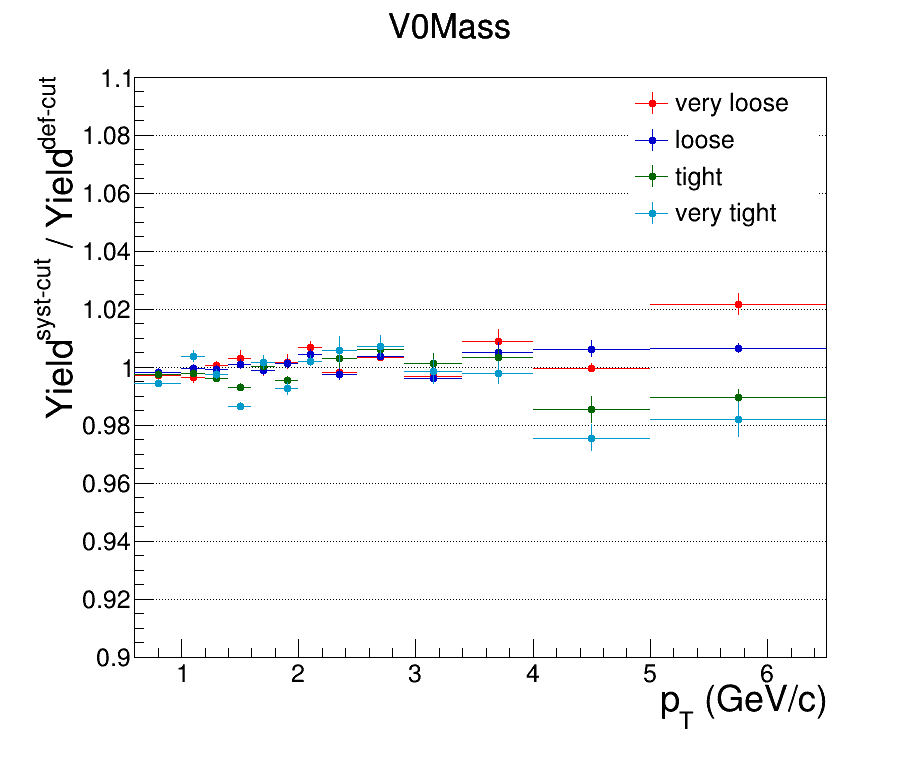 V0Mass
Yield^syst-cut / Yield^def-cut
1.1
1.08
1.06
1.04
1.02
1
0.98
0.96
0.94
0.92
0.9
very loose
loose
tight
very tight
1 2 3 4 5 6
p_T (GeV/c)